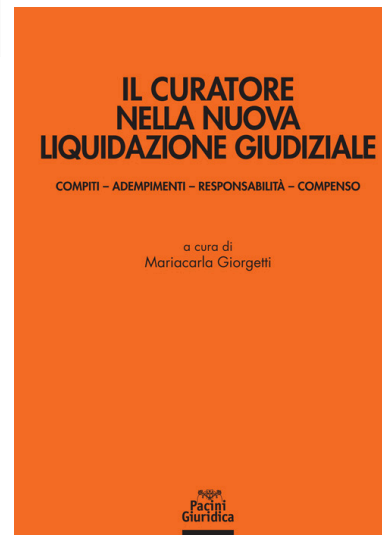 IL CURATORE
NELLA NUOVA
LIQUIDAZIONE GIUDIZIALE
COMPITI – ADEMPIMENTI – RESPONSABILITÀ – COMPENSO
a cura di
Mariacarla Giorgetti
Pacini
Giuridica